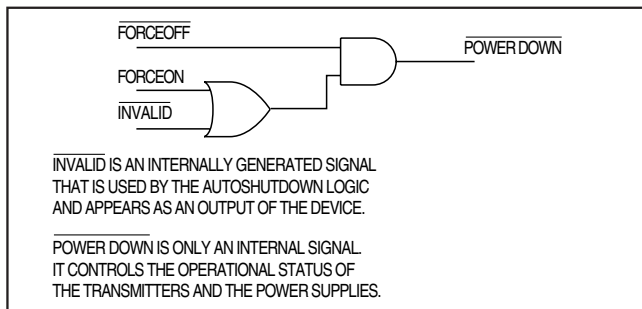 FORCEOFF
POWER DOWN
FORCEON
INVALID
INVALID IS AN INTERNALLY GENERATED SIGNAL
THAT IS USED BY THE AUTOSHUTDOWN LOGIC
AND APPEARS AS AN OUTPUT OF THE DEVICE.
POWER DOWN IS ONLY AN INTERNAL SIGNAL.
IT CONTROLS THE OPERATIONAL STATUS OF
THE TRANSMITTERS AND THE POWER SUPPLIES.